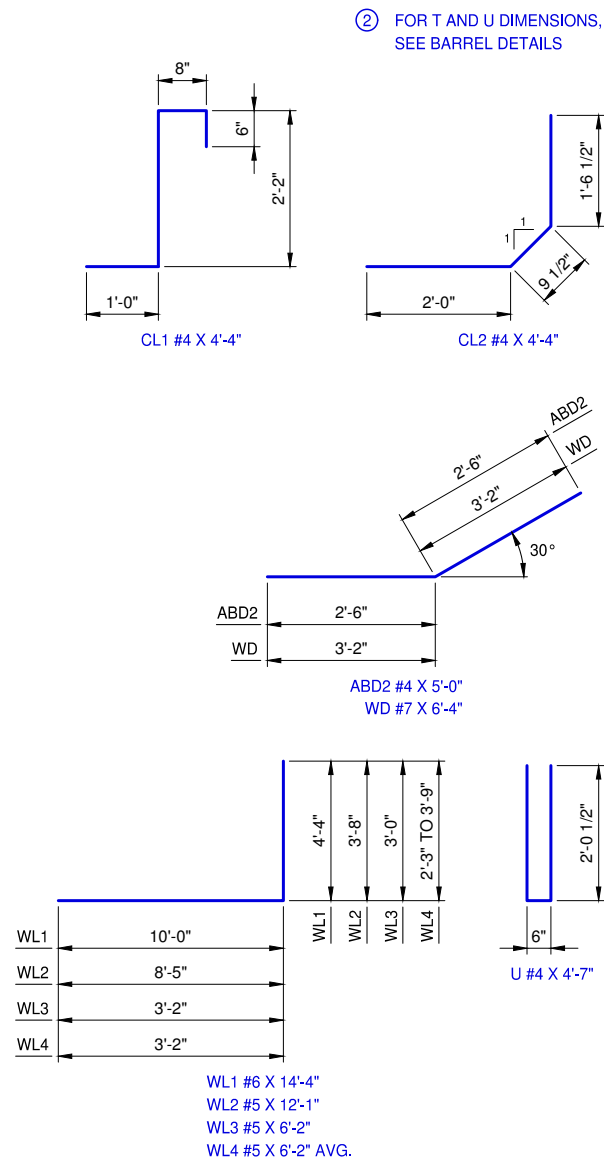 2 FOR T AND U DIMENSIONS,
SEE BARREL DETAILS
8"
6"
2'-2"
1'-0"
CL1 #4 X 4'-4"
1'-6 1/2"
1
1
9 1/2"
2'-0"
CL2 #4 X 4'-4"
ABD2
WD
2'-6"
3'-2"
30°
ABD2 2'-6"
WD 3'-2"
ABD2 #4 X 5'-0"
WD #7 X 6'-4"
4'-4"
3'-8"
3'-0"
2'-3" TO 3'-9"
WL1
WL2
WL3
WL4
WL1 10'-0"
WL2 8'-5"
WL3 3'-2"
WL4 3'-2"
WL1 #6 X 14'-4"
WL2 #5 X 12'-1"
WL3 #5 X 6'-2"
WL4 #5 X 6'-2" AVG.
2'-0 1/2"
6"
U #4 X 4'-7"